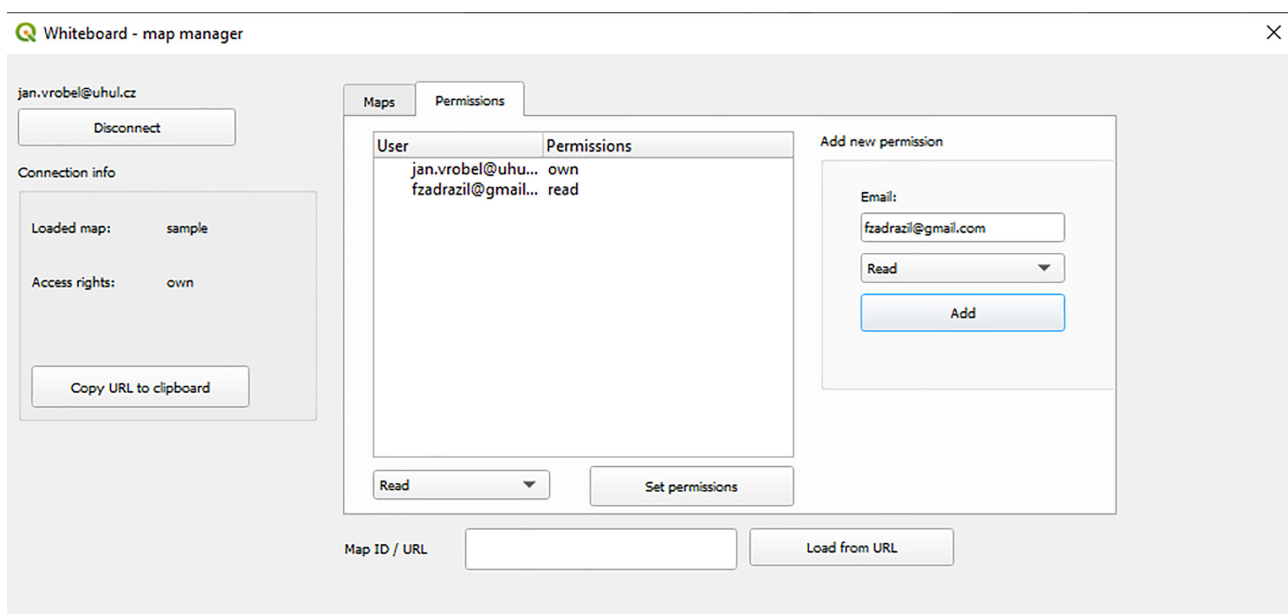 Whiteboard - map manager
jan.vrobel@uhul.cz
Disconnect
Connection info
Loaded map: sample
Access rights: own
Copy URL to clipboard
Maps Permissions
User Permissions
jan.vrobel@uhu... own
fzadrazil@gmail... read
Read Set permissions
Add new permission
Email:
fzadrazil@gmail.com
Read
Add
Map ID / URL Load from URL